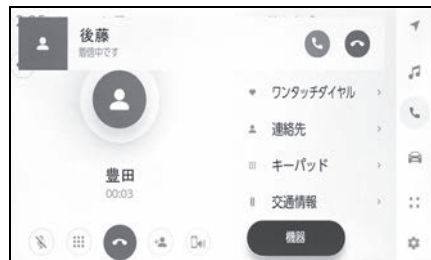 後藤
着信中です
ワンタッチダイヤル
連絡先
キーパッド
交通情報
機器
豊田
00:03